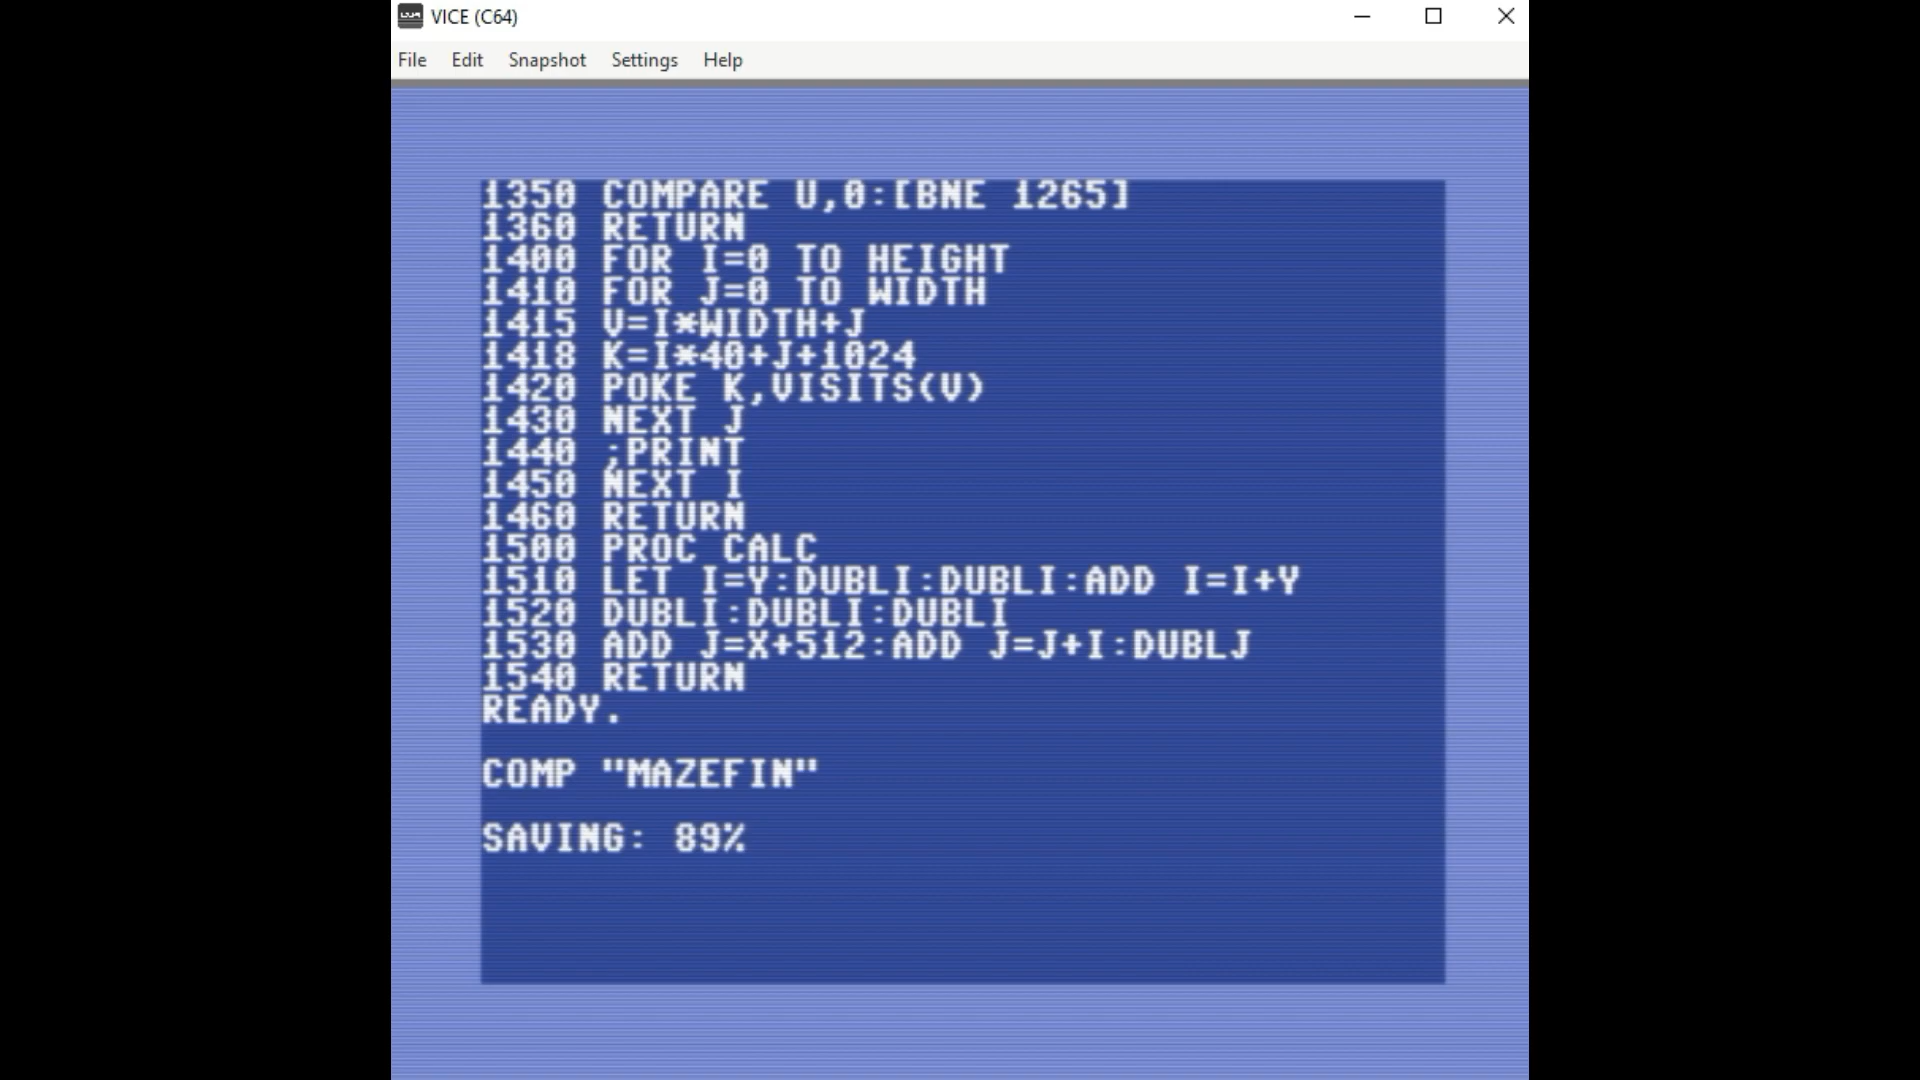 VICE (C64)
File Edit Snapshot Settings Help
1350 COMPARE U,0:[BNE 1265]
1360 RETURN
1400 FOR I=0 TO HEIGHT
1410 FOR J=0 TO WIDTH
1415 V=I*WIDTH+J
1418 K=I*40+J+1024
1420 POKE K,VISITS(V)
1430 NEXT J
1440 ;PRINT
1450 NEXT I
1460 RETURN
1500 PROC CALC
1510 LET I=Y:DUBLI:DUBLI:ADD I=I+Y
1520 DUBLI:DUBLI:DUBLI
1530 ADD J=X+512:ADD J=J+I:DUBLJ
1540 RETURN
READY.
COMP "MAZEFIN"
SAVING: 89%